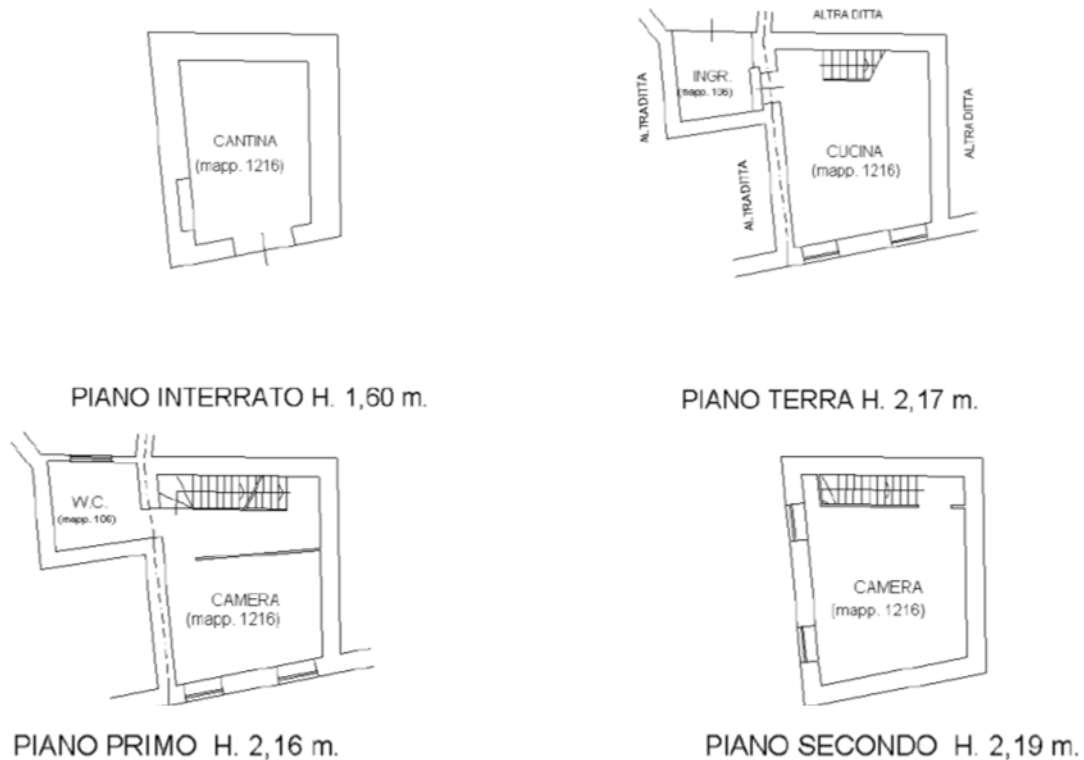 CANTINA
(mapp. 1216)
PIANO INTERRATO H. 1,60 m.
ALTRA DITTA
INGR.
(mapp. 106)
ALTRA DITTA
ALTRA DITTA
ALTRA DITTA
CUCINA
(mapp. 1216)
PIANO TERRA H. 2,17 m.
W.C.
(mapp. 106)
CAMERA
(mapp. 1216)
PIANO PRIMO H. 2,16 m.
CAMERA
(mapp. 1216)
PIANO SECONDO H. 2,19 m.